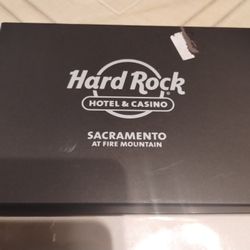 Hard Rock®
HOTEL & CASINO
SACRAMENTO
AT FIRE MOUNTAIN